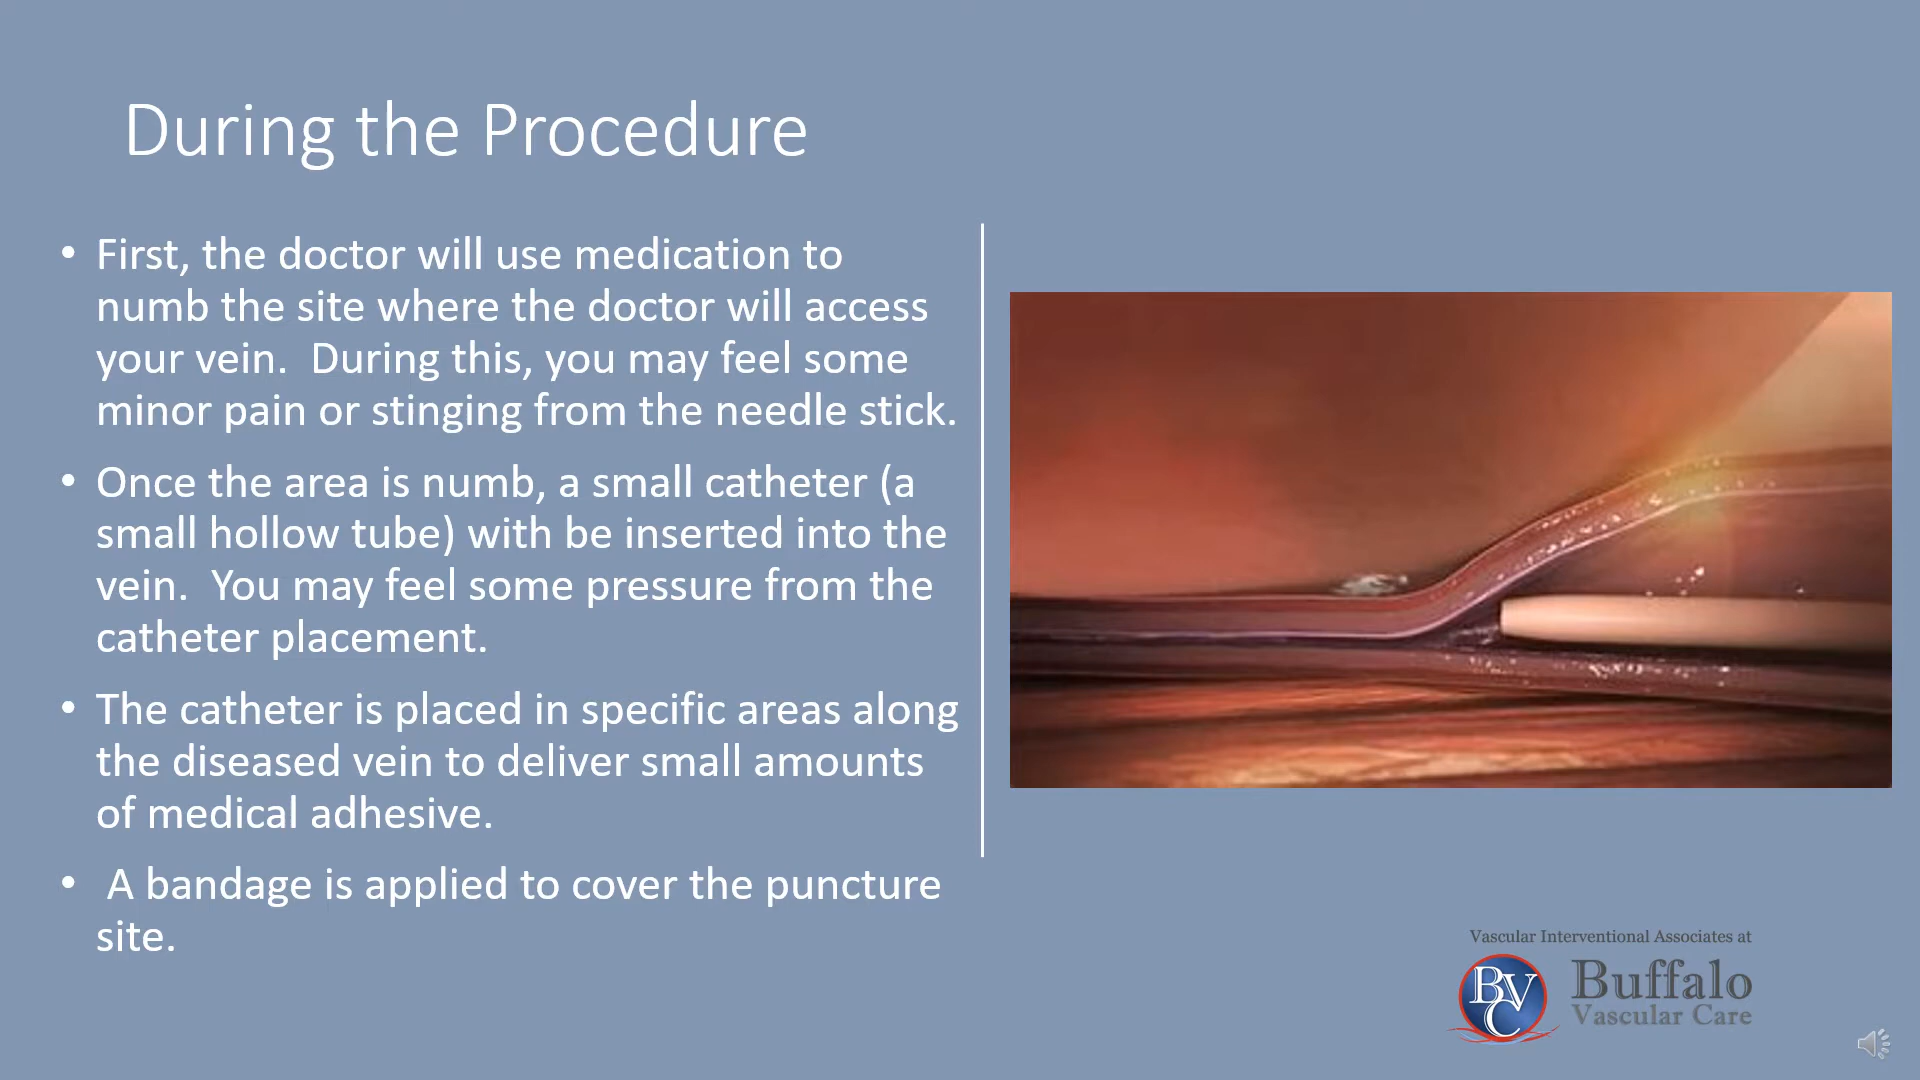 During the Procedure
• First, the doctor will use medication to
numb the site where the doctor will access
your vein.  During this, you may feel some
minor pain or stinging from the needle stick.
• Once the area is numb, a small catheter (a
small hollow tube) with be inserted into the
vein.  You may feel some pressure from the
catheter placement.
• The catheter is placed in specific areas along
the diseased vein to deliver small amounts
of medical adhesive.
•  A bandage is applied to cover the puncture
site.
Vascular Interventional Associates at
BVC
Buffalo
Vascular Care